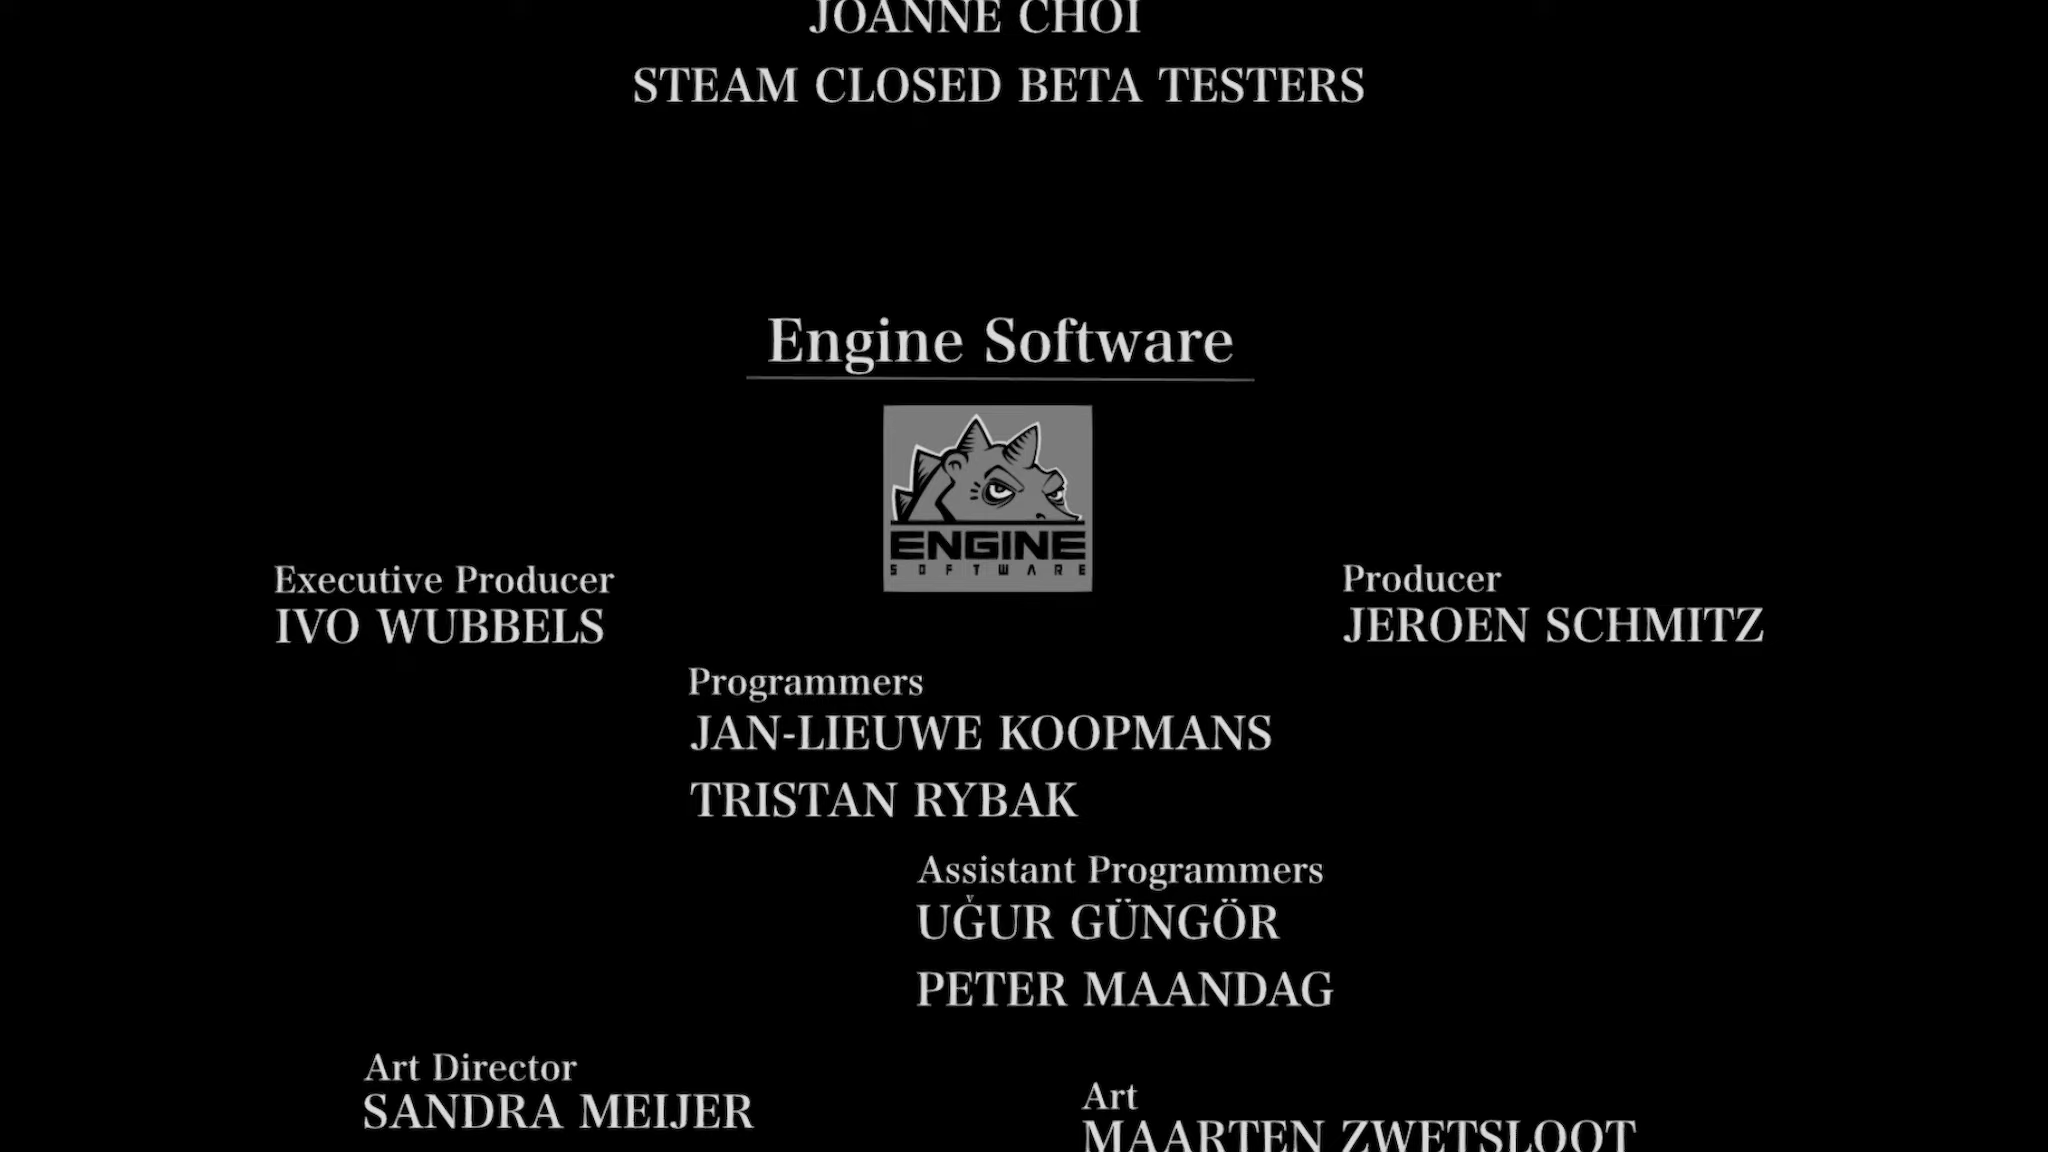 JOANNE CHOI
STEAM CLOSED BETA TESTERS
Engine Software
ENGINE
SOFTWARE
Executive Producer
IVO WUBBELS
Producer
JEROEN SCHMITZ
Programmers
JAN-LIEUWE KOOPMANS
TRISTAN RYBAK
Assistant Programmers
UĞUR GÜNGÖR
PETER MAANDAG
Art Director
SANDRA MEIJER
Art
MAARTEN ZWETSLOOT